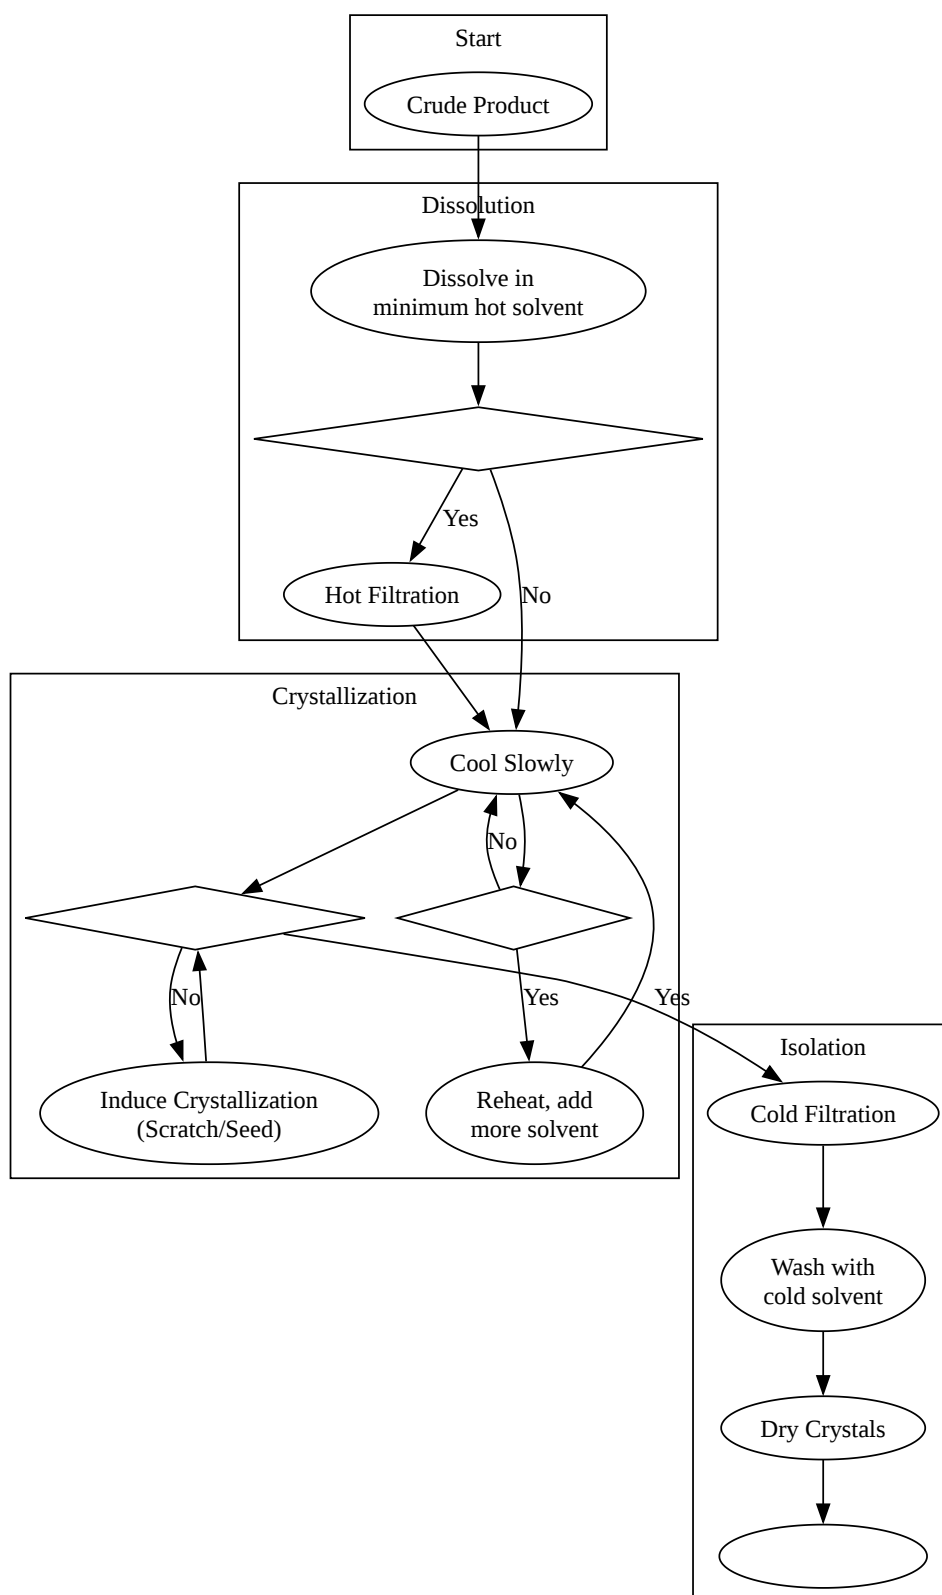 Start
Crude Product
Dissolution
Dissolve in
minimum hot solvent
Yes
Hot Filtration
No
Crystallization
Cool Slowly
No
No
Yes
Yes
Induce Crystallization
(Scratch/Seed)
Reheat, add
more solvent
Isolation
Cold Filtration
Wash with
cold solvent
Dry Crystals